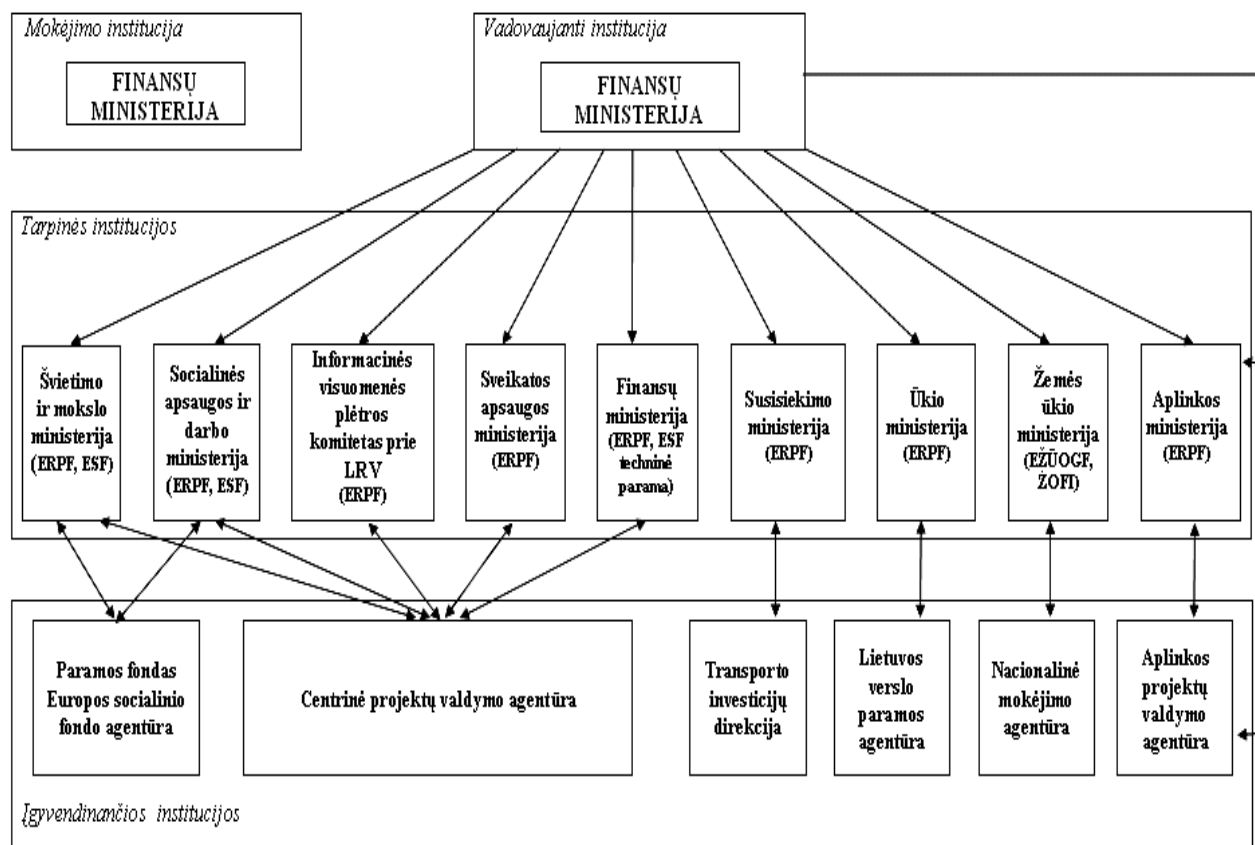 Mokėjimo institucija
FINANSŲ
MINISTERIJA
Vadovaujanti institucija
FINANSŲ
MINISTERIJA
Tarpinės institucijos
Švietimo
ir mokslo
ministerija
(ERPF, ESF)
Socialinės
apsaugos ir
darbo
ministerija
(ERPF, ESF)
Informacinės
visuomenės
plėtros
komitetas prie
LRV
(ERPF)
Sveikatos
apsaugos
ministerija
(ERPF)
Finansų
ministerija
(ERPF, ESF
techninė
parama)
Susisiekimo
ministerija
(ERPF)
Ūkio
ministerija
(ERPF)
Žemės
ūkio
ministerija
(EŽŪOGF,
ŽOFI)
Aplinkos
ministerija
(ERPF)
Paramos fondas
Europos socialinio
fondo agentūra
Centrinė projektų valdymo agentūra
Transporto
investicijų
direkcija
Lietuvos
verslo
paramos
agentūra
Nacionalinė
mokėjimo
agentūra
Aplinkos
projektų
valdymo
agentūra
Įgyvendinančios institucijos